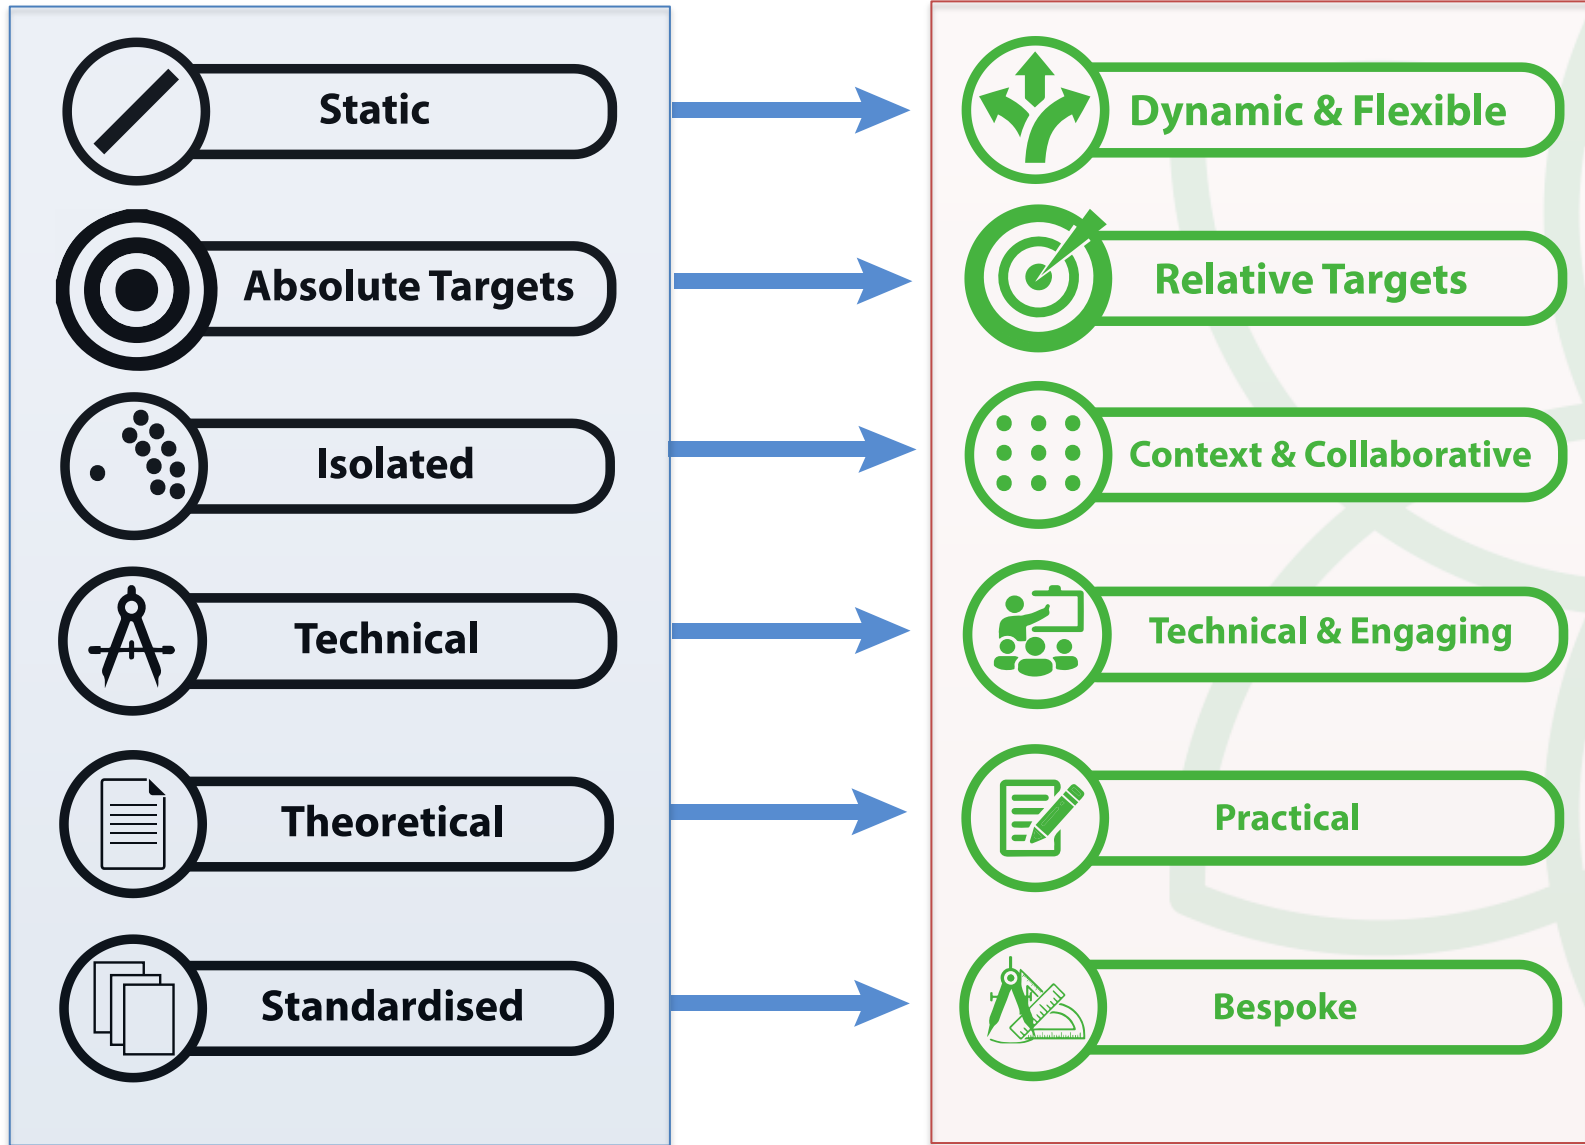 Static
Dynamic & Flexible
Absolute Targets
Relative Targets
Isolated
Context & Collaborative
Technical
Technical & Engaging
Theoretical
Practical
Standardised
Bespoke